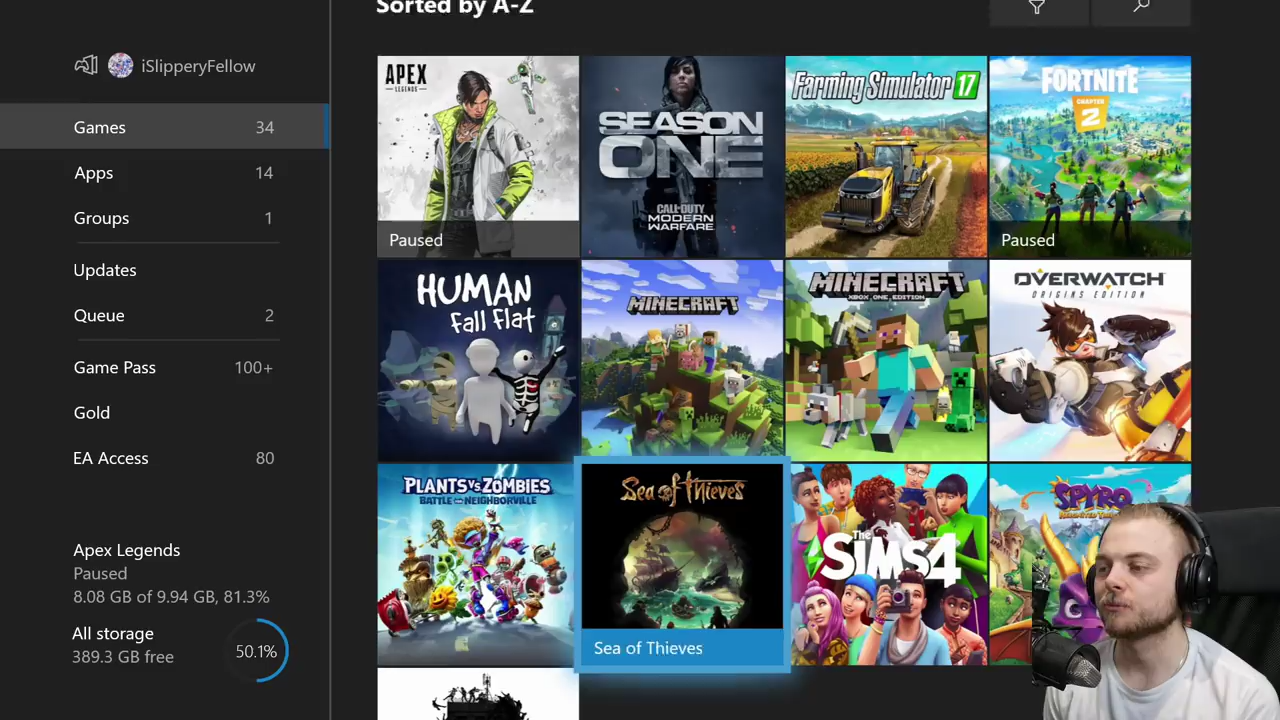 Sorted by A-Z
iSlipperyFellow
Games 34
Apps 14
Groups 1
Updates
Queue 2
Game Pass 100+
Gold
EA Access 80
Apex Legends
Paused
8.08 GB of 9.94 GB, 81.3%
All storage
389.3 GB free
50.1%
APEX
LEGENDS
Paused
SEASON
ONE
CALL OF DUTY
MODERN
WARFARE
Farming Simulator 17
FORTNITE
CHAPTER
2
Paused
HUMAN
fall flat
MINECRAFT
MINECRAFT
XBOX ONE EDITION
OVERWATCH
ORIGINS EDITION
PLANTS VS. ZOMBIES
BATTLE FOR NEIGHBORVILLE
Sea of Thieves
Sea of Thieves
The
SIMS 4
SPYRO